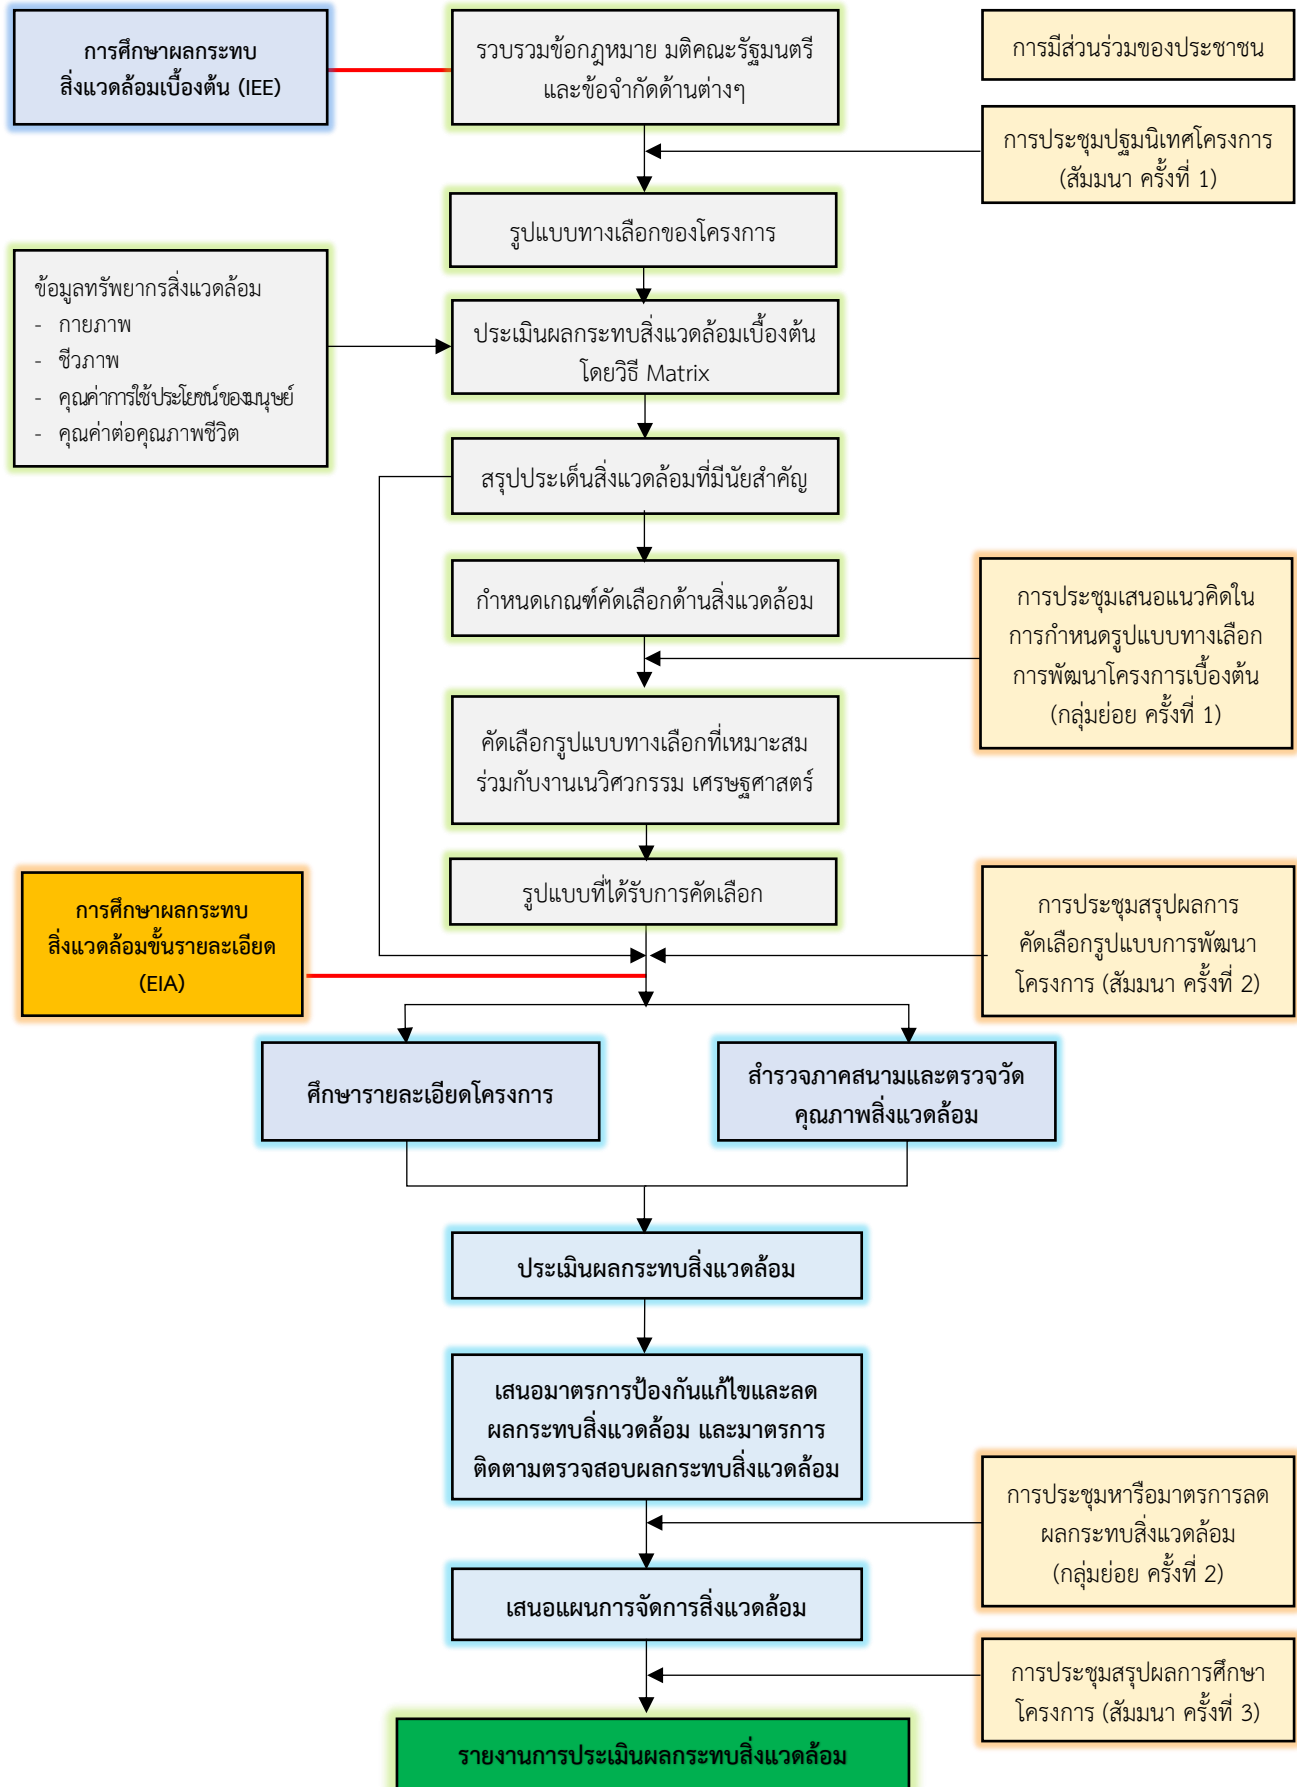 การศึกษาผลกระทบ
สิ่งแวดล้อมเบื้องต้น (IEE)
รวบรวมข้อกฎหมาย มติคณะรัฐมนตรี
และข้อจำกัดด้านต่างๆ
การมีส่วนร่วมของประชาชน
การประชุมปฐมนิเทศโครงการ
(สัมมนา ครั้งที่ 1)
รูปแบบทางเลือกของโครงการ
ข้อมูลทรัพยากรสิ่งแวดล้อม
- กายภาพ
- ชีวภาพ
- คุณค่าการใช้ประโยชน์ของมนุษย์
- คุณค่าต่อคุณภาพชีวิต
ประเมินผลกระทบสิ่งแวดล้อมเบื้องต้น
โดยวิธี Matrix
สรุปประเด็นสิ่งแวดล้อมที่มีนัยสำคัญ
กำหนดเกณฑ์คัดเลือกด้านสิ่งแวดล้อม
การประชุมเสนอแนวคิดใน
การกำหนดรูปแบบทางเลือก
การพัฒนาโครงการเบื้องต้น
(กลุ่มย่อย ครั้งที่ 1)
คัดเลือกรูปแบบทางเลือกที่เหมาะสม
ร่วมกับงานเนวิศวกรรม เศรษฐศาสตร์
รูปแบบที่ได้รับการคัดเลือก
การศึกษาผลกระทบ
สิ่งแวดล้อมขั้นรายละเอียด
(EIA)
การประชุมสรุปผลการ
คัดเลือกรูปแบบการพัฒนา
โครงการ (สัมมนา ครั้งที่ 2)
ศึกษารายละเอียดโครงการ
สำรวจภาคสนามและตรวจวัด
คุณภาพสิ่งแวดล้อม
ประเมินผลกระทบสิ่งแวดล้อม
เสนอมาตรการป้องกันแก้ไขและลด
ผลกระทบสิ่งแวดล้อม และมาตรการ
ติดตามตรวจสอบผลกระทบสิ่งแวดล้อม
การประชุมหารือมาตรการลด
ผลกระทบสิ่งแวดล้อม
(กลุ่มย่อย ครั้งที่ 2)
เสนอแผนการจัดการสิ่งแวดล้อม
การประชุมสรุปผลการศึกษา
โครงการ (สัมมนา ครั้งที่ 3)
รายงานการประเมินผลกระทบสิ่งแวดล้อม